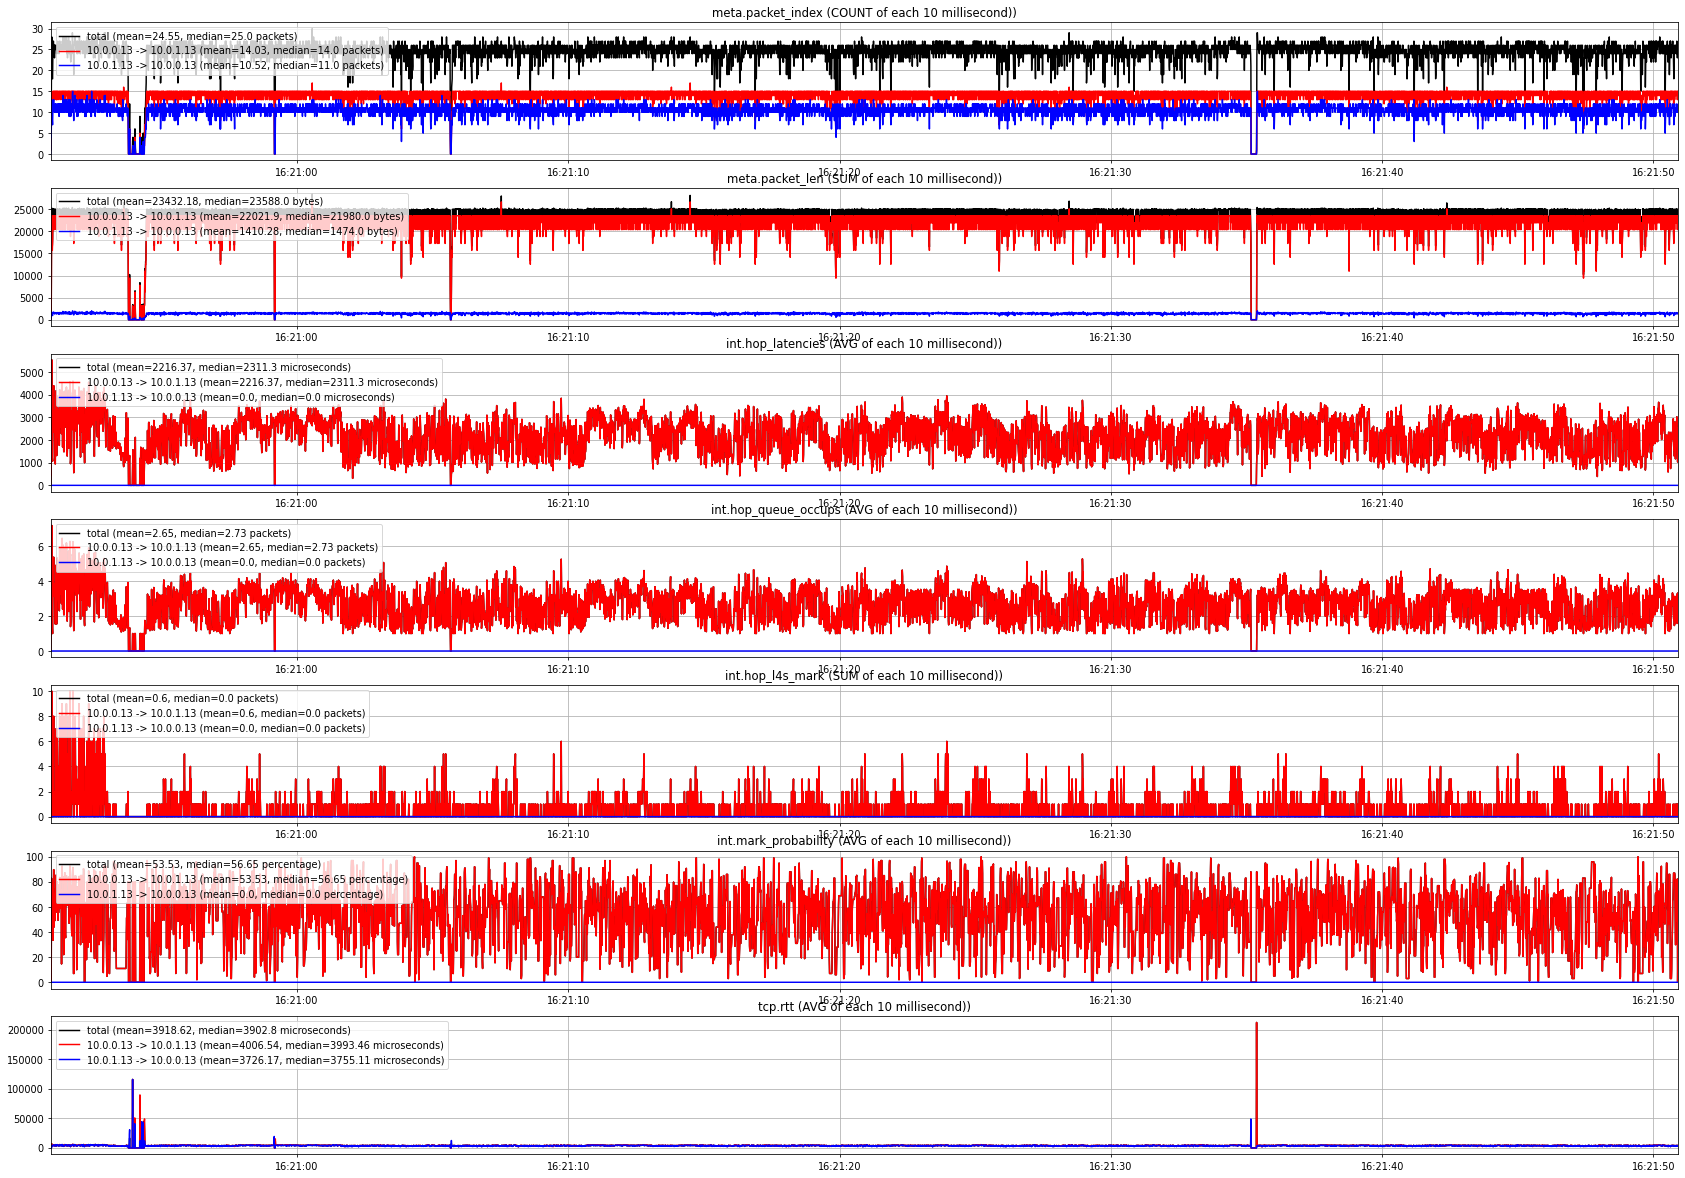 meta.packet_index (COUNT of each 10 millisecond))
30
25
20
15
10
5
0
total (mean=24.55, median=25.0 packets)
10.0.0.13 -> 10.0.1.13 (mean=14.03, median=14.0 packets)
10.0.1.13 -> 10.0.0.13 (mean=10.52, median=11.0 packets)
16:21:00 16:21:10 16:21:20 16:21:30 16:21:40 16:21:50
meta.packet_len (SUM of each 10 millisecond))
25000
20000
15000
10000
5000
0
total (mean=23432.18, median=23588.0 bytes)
10.0.0.13 -> 10.0.1.13 (mean=22021.9, median=21980.0 bytes)
10.0.1.13 -> 10.0.0.13 (mean=1410.28, median=1474.0 bytes)
16:21:00 16:21:10 16:21:20 16:21:30 16:21:40 16:21:50
int.hop_latencies (AVG of each 10 millisecond))
5000
4000
3000
2000
1000
0
total (mean=2216.37, median=2311.3 microseconds)
10.0.0.13 -> 10.0.1.13 (mean=2216.37, median=2311.3 microseconds)
10.0.1.13 -> 10.0.0.13 (mean=0.0, median=0.0 microseconds)
16:21:00 16:21:10 16:21:20 16:21:30 16:21:40 16:21:50
int.hop_queue_occups (AVG of each 10 millisecond))
6
4
2
0
total (mean=2.65, median=2.73 packets)
10.0.0.13 -> 10.0.1.13 (mean=2.65, median=2.73 packets)
10.0.1.13 -> 10.0.0.13 (mean=0.0, median=0.0 packets)
16:21:00 16:21:10 16:21:20 16:21:30 16:21:40 16:21:50
int.hop_l4s_mark (SUM of each 10 millisecond))
10
8
6
4
2
0
total (mean=0.6, median=0.0 packets)
10.0.0.13 -> 10.0.1.13 (mean=0.6, median=0.0 packets)
10.0.1.13 -> 10.0.0.13 (mean=0.0, median=0.0 packets)
16:21:00 16:21:10 16:21:20 16:21:30 16:21:40 16:21:50
int.mark_probability (AVG of each 10 millisecond))
100
80
60
40
20
0
total (mean=53.53, median=56.65 percentage)
10.0.0.13 -> 10.0.1.13 (mean=53.53, median=56.65 percentage)
10.0.1.13 -> 10.0.0.13 (mean=0.0, median=0.0 percentage)
16:21:00 16:21:10 16:21:20 16:21:30 16:21:40 16:21:50
tcp.rtt (AVG of each 10 millisecond))
200000
150000
100000
50000
0
total (mean=3918.62, median=3902.8 microseconds)
10.0.0.13 -> 10.0.1.13 (mean=4006.54, median=3993.46 microseconds)
10.0.1.13 -> 10.0.0.13 (mean=3726.17, median=3755.11 microseconds)
16:21:00 16:21:10 16:21:20 16:21:30 16:21:40 16:21:50